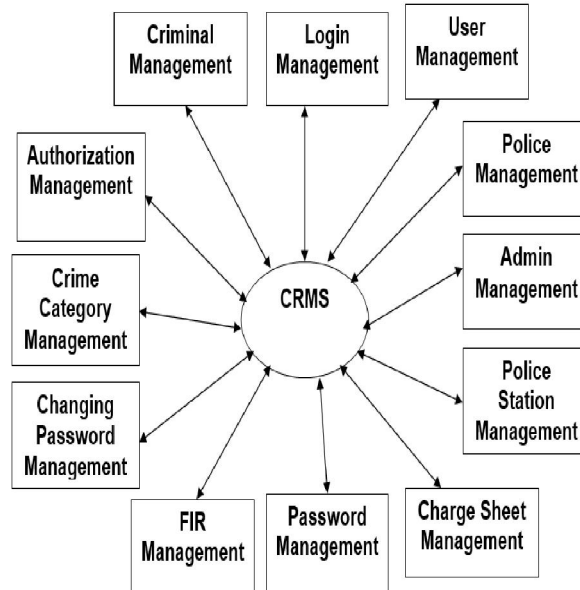 Criminal
Management
Login
Management
User
Management
Authorization
Management
Police
Management
Crime
Category
Management
CRMS
Admin
Management
Changing
Password
Management
Police
Station
Management
FIR
Management
Password
Management
Charge Sheet
Management